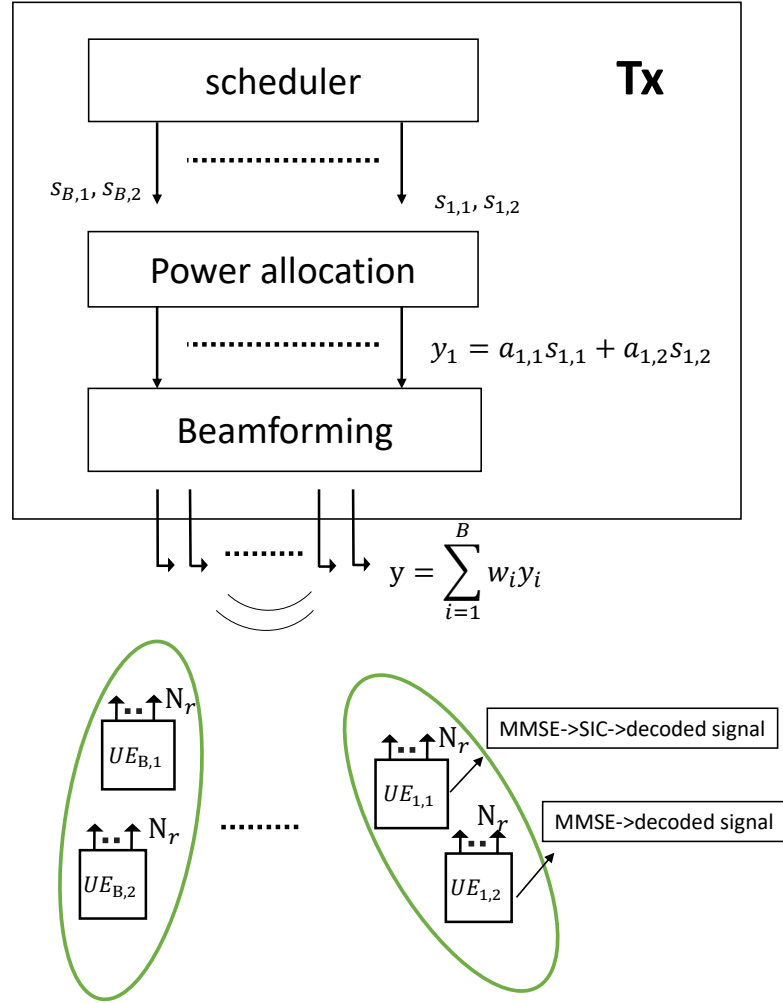 scheduler
Tx
s_{B,1}, s_{B,2}
s_{1,1}, s_{1,2}
Power allocation
y_1 = a_{1,1}s_{1,1} + a_{1,2}s_{1,2}
Beamforming
y = \sum_{i=1}^{B} w_i y_i
N_r
UE_{B,1}
N_r
UE_{B,2}
MMSE->SIC->decoded signal
N_r
UE_{1,1}
MMSE->decoded signal
N_r
UE_{1,2}